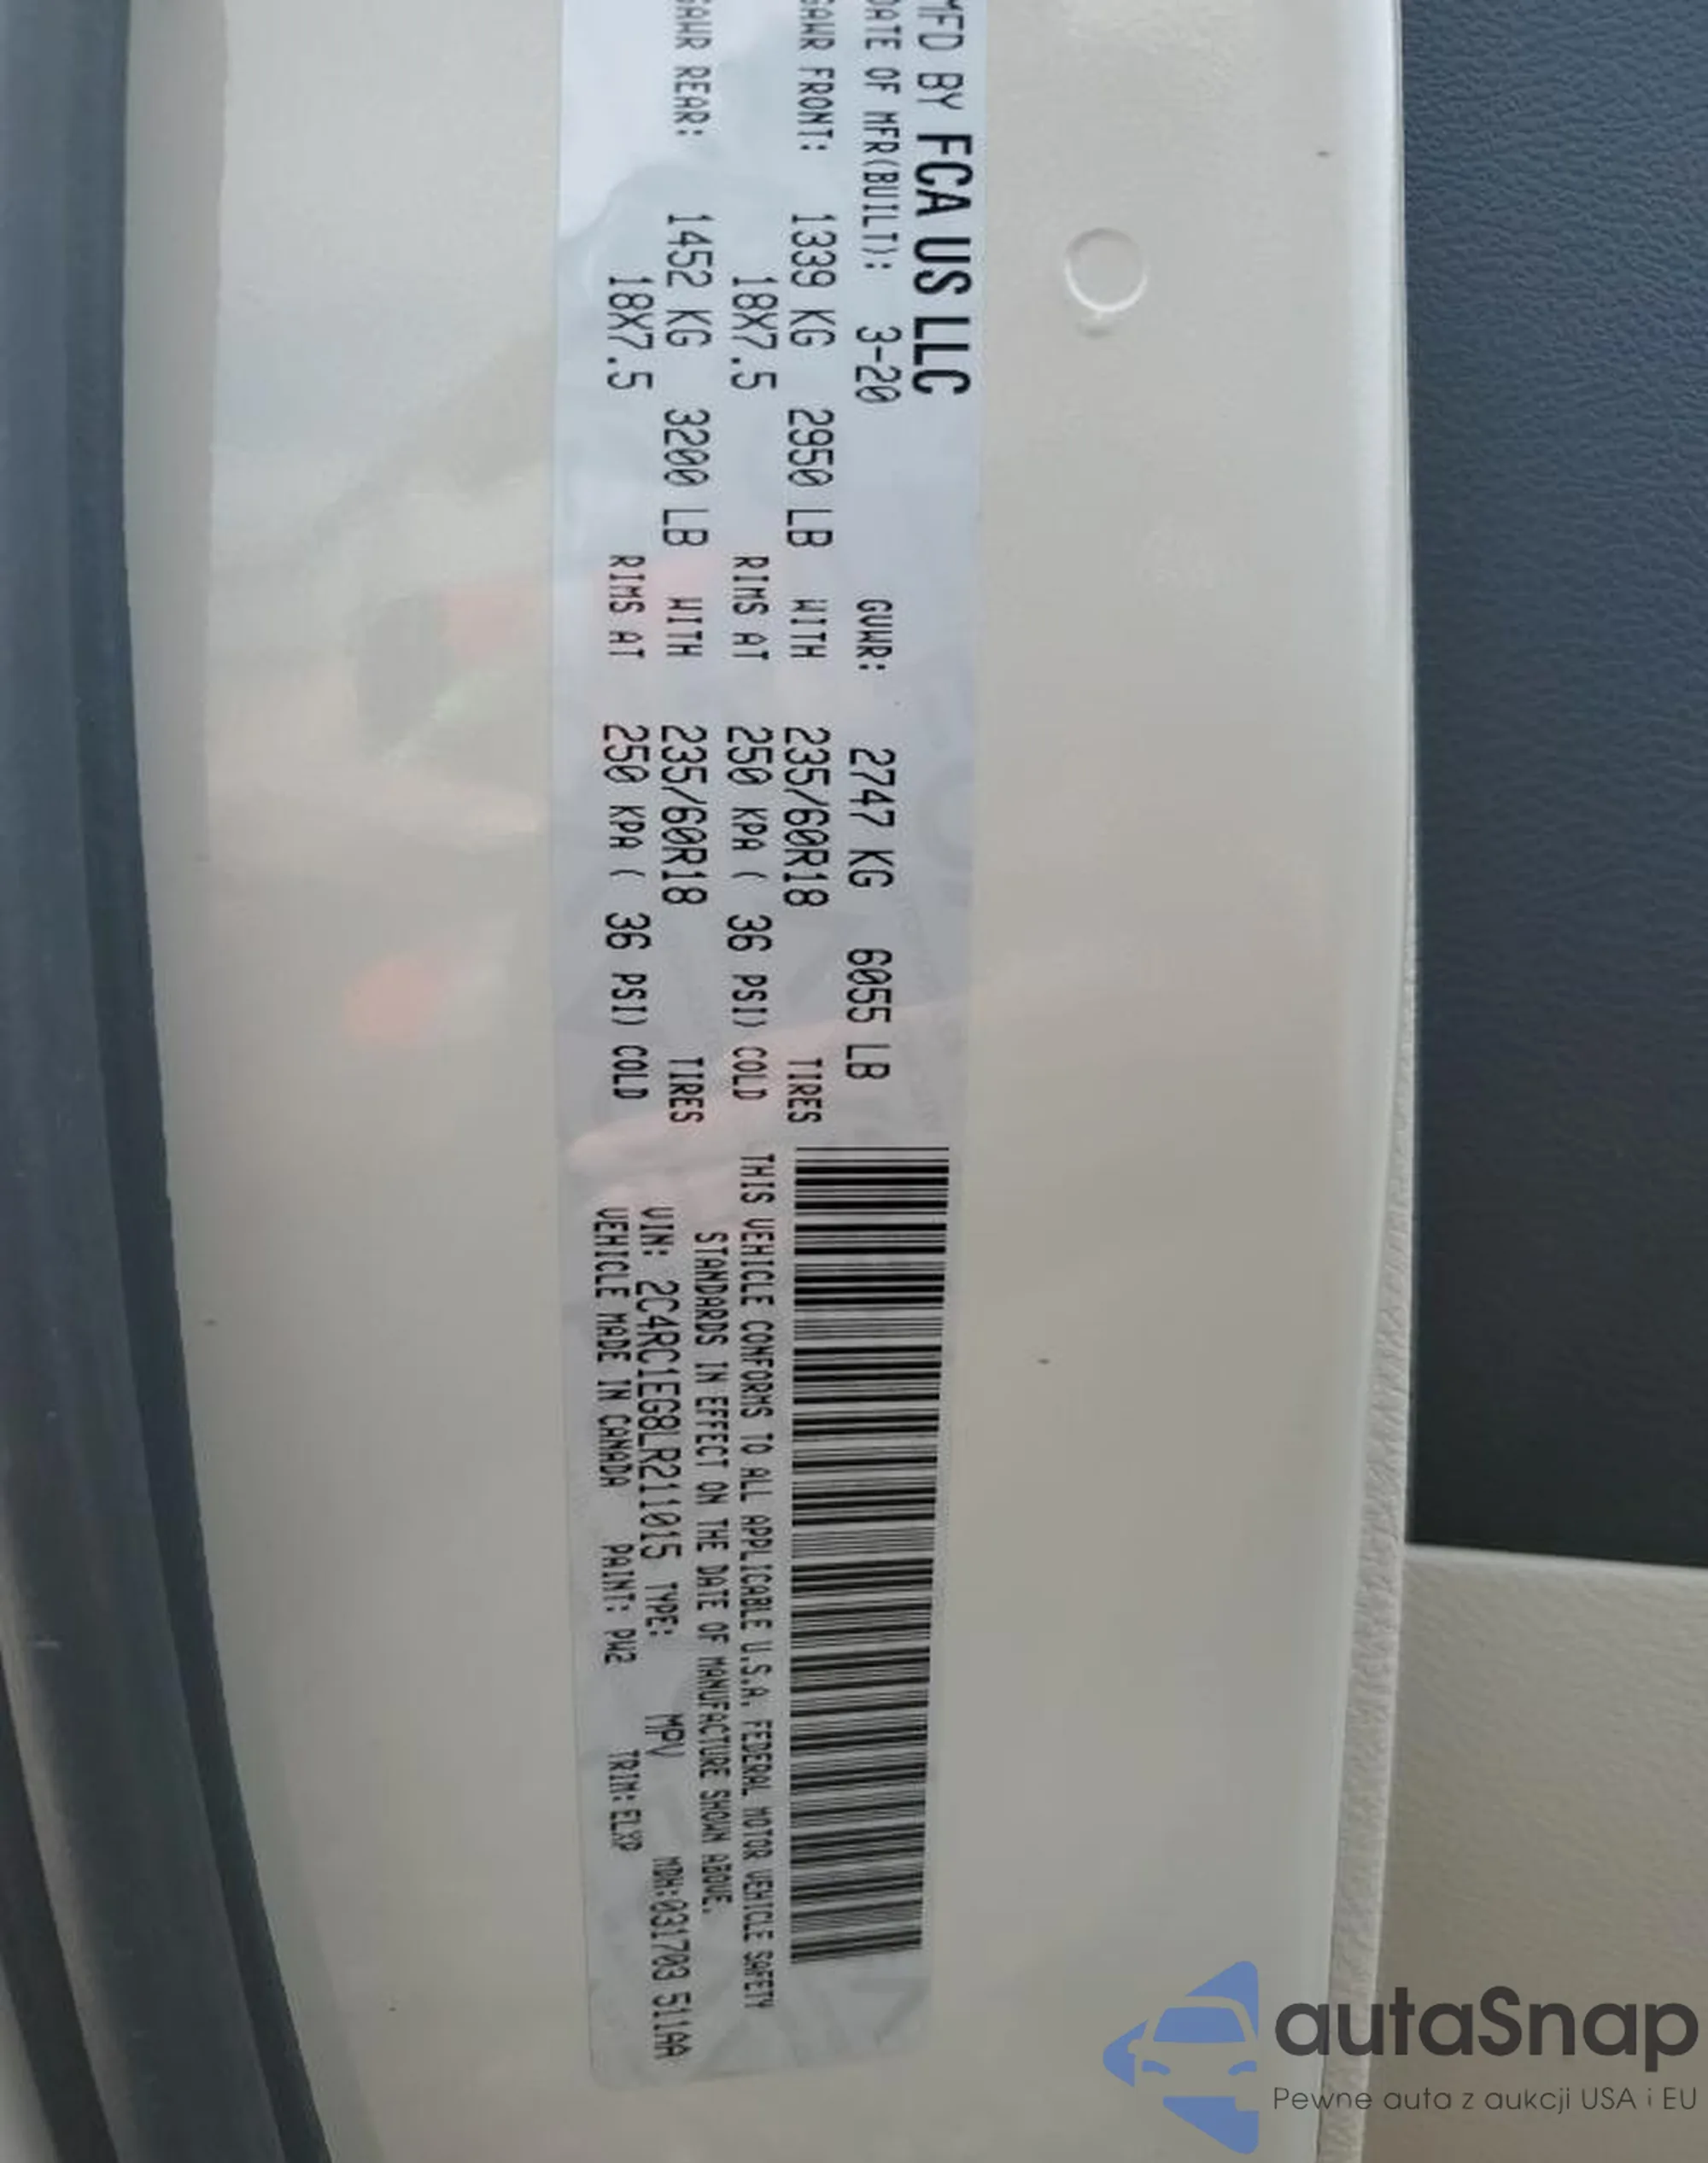 MFD BY FCA US LLC
DATE OF MFR(BUILT): 3-20 GVWR: 2747 KG 6055 LB
GAWR FRONT: 1339 KG 2950 LB WITH 235/60R18 TIRES
18X7.5 RIMS AT 250 KPA ( 36 PSI) COLD
GAWR REAR: 1452 KG 3200 LB WITH 235/60R18 TIRES
18X7.5 RIMS AT 250 KPA ( 36 PSI) COLD
THIS VEHICLE CONFORMS TO ALL APPLICABLE U.S.A. FEDERAL MOTOR VEHICLE SAFETY
STANDARDS IN EFFECT ON THE DATE OF MANUFACTURE SHOWN ABOVE.
VIN: 2C4RC1EG8LR211015 TYPE: MPV MDH:031703 511AA
VEHICLE MADE IN CANADA PAINT: PW2 TRIM:ELXP
autaSnap
Pewne auta z aukcji USA i EU